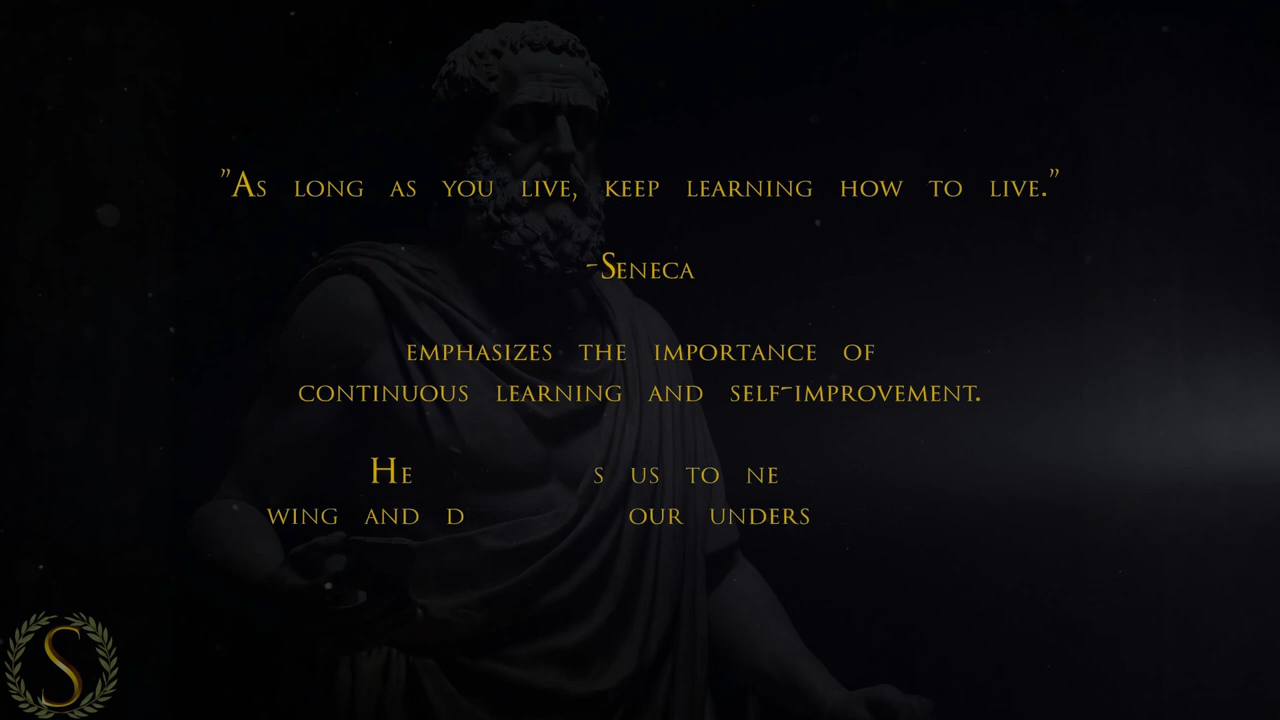 "As long as you live, keep learning how to live."
-Seneca
emphasizes the importance of
continuous learning and self-improvement.
He s us to ne
wing and d our unders
S